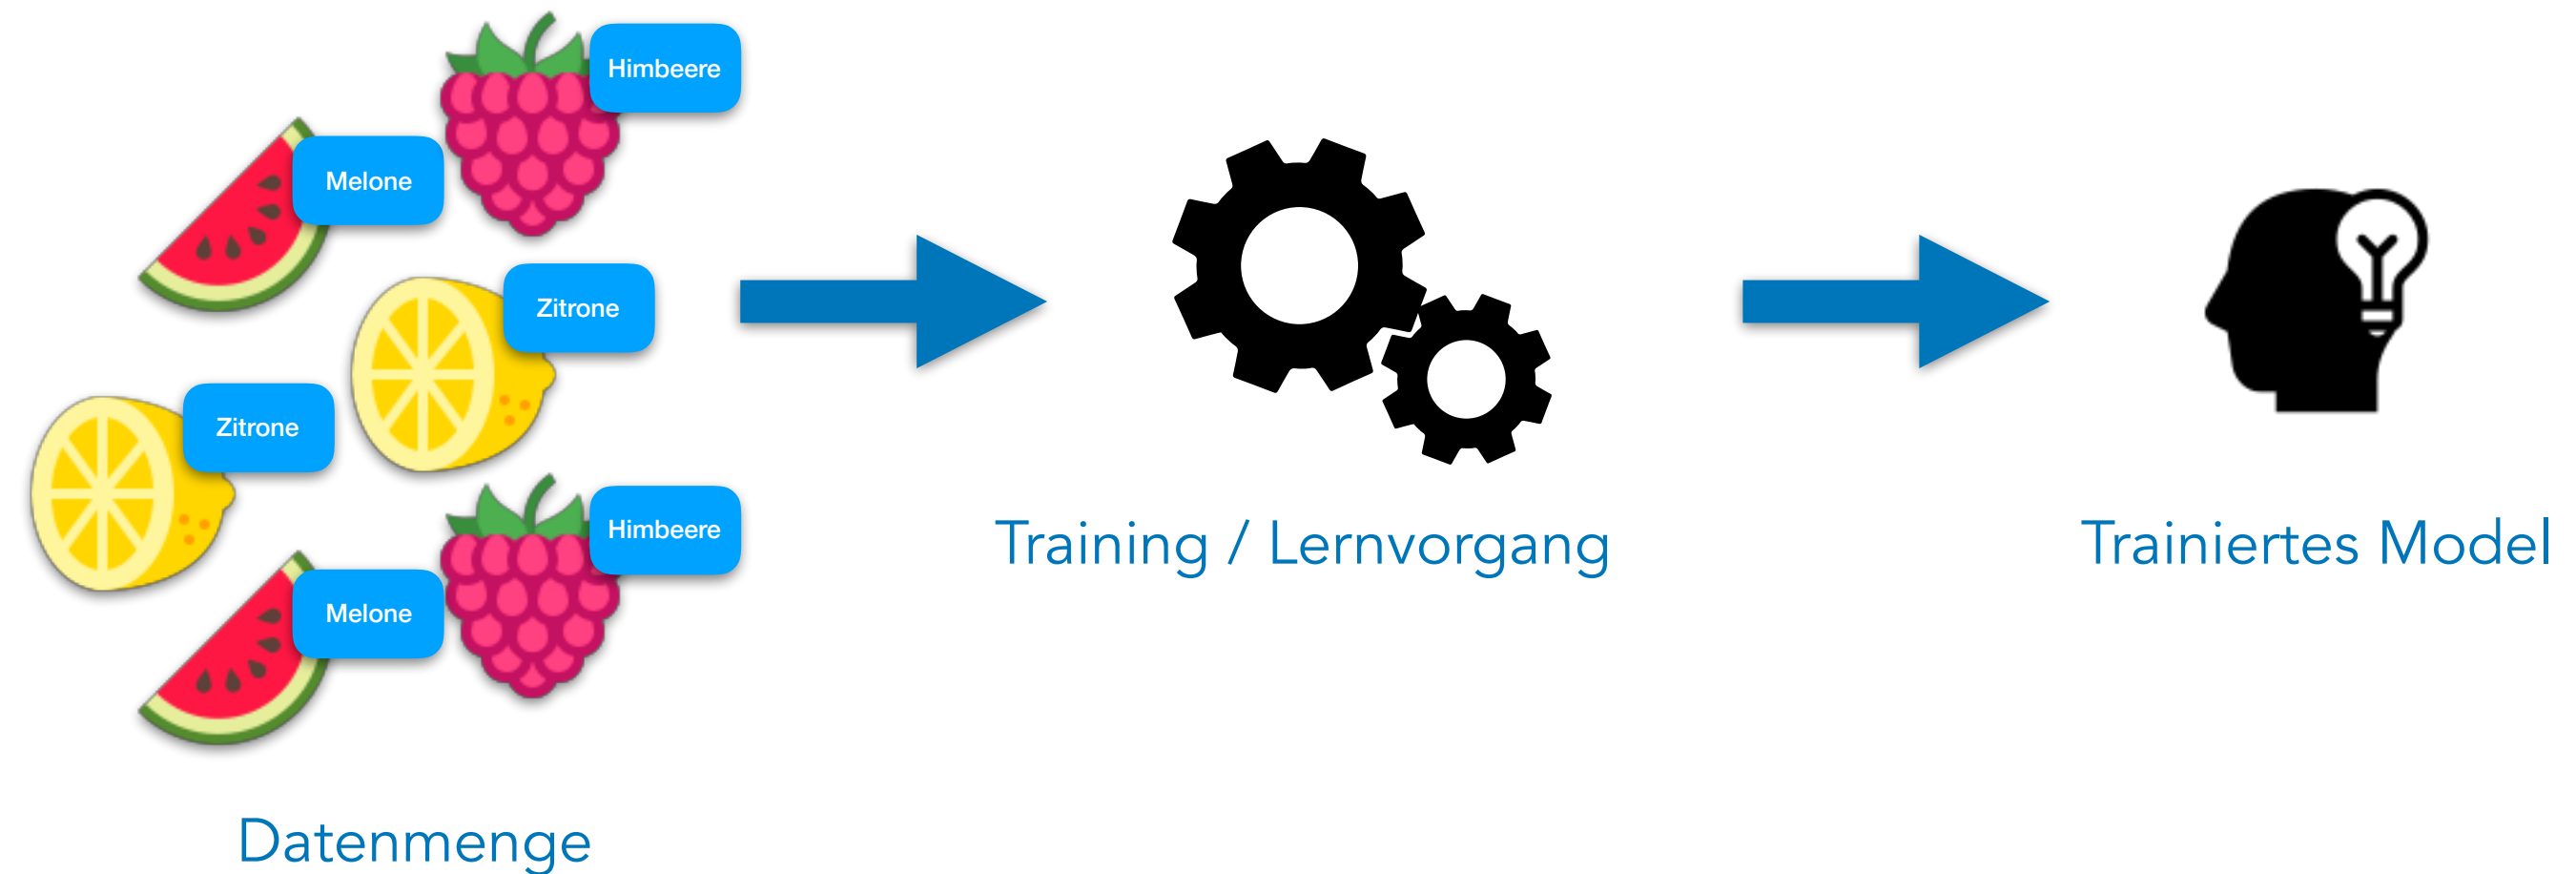 Himbeere
Melone
Zitrone
Zitrone
Himbeere
Melone
Datenmenge
Training / Lernvorgang
Trainiertes Model